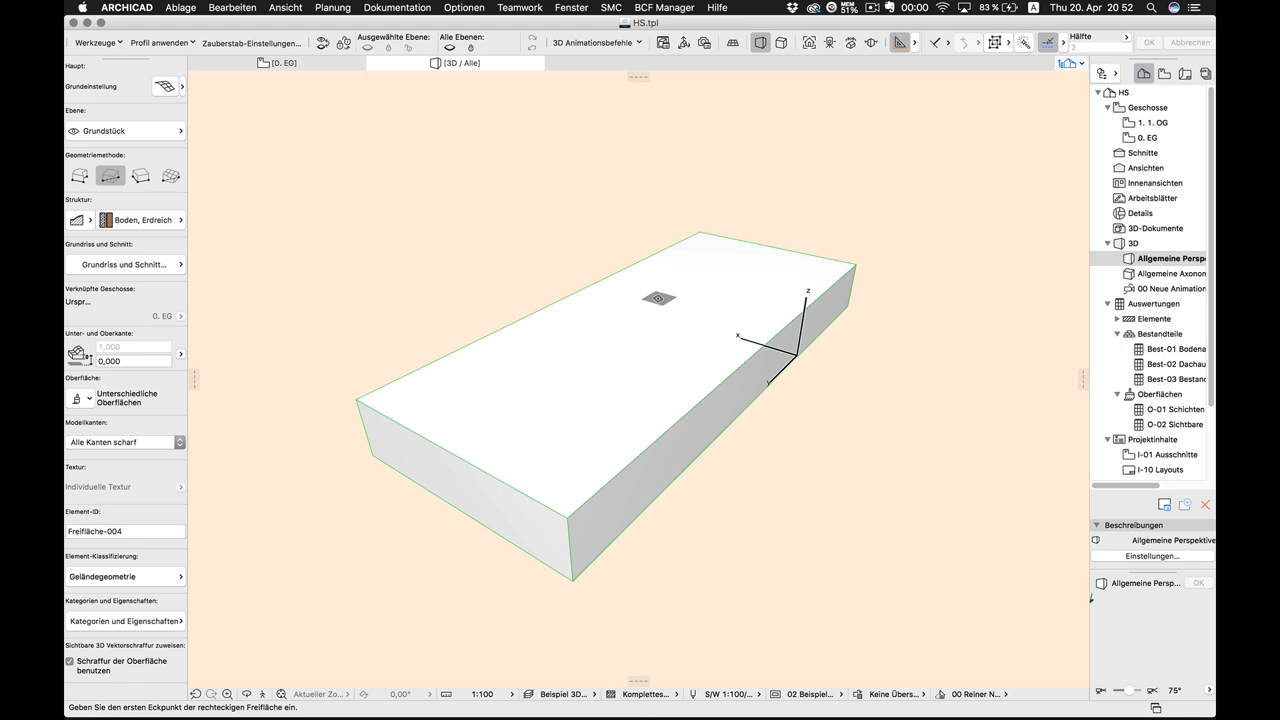 ARCHICAD Ablage Bearbeiten Ansicht Planung Dokumentation Optionen Teamwork Fenster SMC BCF Manager Hilfe MEM 51% 00:00 83 % A Thu 20. Apr 20 52
HS.tpl
Werkzeuge Profil anwenden Zauberstab-Einstellungen... Ausgewählte Ebene: Alle Ebenen: 3D Animationsbefehle Hälfte 2 OK Abbrechen
[0. EG] [3D / Alle]
Haupt:
Grundeinstellung
Ebene:
Grundstück
Geometriemethode:
Struktur:
Boden, Erdreich
Grundriss und Schnitt:
Grundriss und Schnitt...
Verknüpfte Geschosse:
Urspr...
0. EG
Unter- und Oberkante:
1,000
0,000
Oberfläche:
Unterschiedliche
Oberflächen
Modellkanten:
Alle Kanten scharf
Textur:
Individuelle Textur
Element-ID:
Freifläche-004
Element-Klassifizierung:
Geländegeometrie
Kategorien und Eigenschaften:
Kategorien und Eigenschaften
Sichtbare 3D Vektorschraffur zuweisen:
Schraffur der Oberfläche
benutzen
z
x
y
HS
Geschosse
1. 1. OG
0. EG
Schnitte
Ansichten
Innenansichten
Arbeitsblätter
Details
3D-Dokumente
3D
Allgemeine Persp
Allgemeine Axonon
00 Neue Animation
Auswertungen
Elemente
Bestandteile
Best-01 Bodena
Best-02 Dachau
Best-03 Bestand
Oberflächen
O-01 Schichten
O-02 Sichtbare
Projektinhalte
I-01 Ausschnitte
I-10 Layouts
Beschreibungen
Allgemeine Perspektive
Einstellungen...
Allgemeine Persp... OK
75°
Aktueller Zo... 0,00° 1:100 Beispiel 3D... Komplettes... S/W 1:100/... 02 Beispiel... Keine Übers... 00 Reiner N...
Geben Sie den ersten Eckpunkt der rechteckigen Freifläche ein.